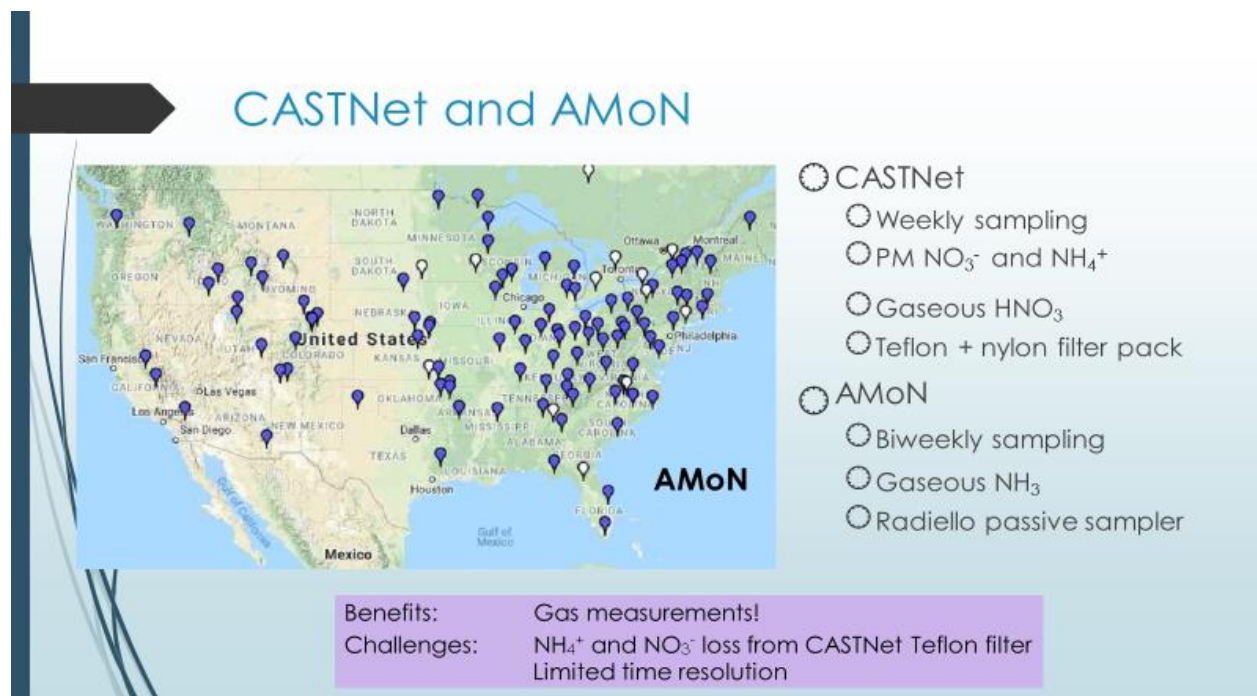 CASTNet and AMoN
WASHINGTON
MONTANA
NORTH
DAKOTA
MINNESOTA
Ottawa
Montreal
MAINE
OREGON
SOUTH
DAKOTA
WISCONSIN
Toronto
MICHIGAN
WYOMING
Chicago
IOWA
NEBRASKA
NEVADA
UTAH
United States
COLORADO
KANSAS
MISSOURI
Philadelphia
San Francisco
CALIFORNIA
Las Vegas
OKLAHOMA
TENNESSEE
Los Angeles
ARIZONA
NEW MEXICO
San Diego
Dallas
MISSISSIPPI
ALABAMA
SOUTH
CAROLINA
TEXAS
LOUISIANA
GEORGIA
Houston
AMoN
FLORIDA
Gulf of California
Gulf of
Mexico
Mexico
CASTNet
Weekly sampling
PM NO₃⁻ and NH₄⁺
Gaseous HNO₃
Teflon + nylon filter pack
AMoN
Biweekly sampling
Gaseous NH₃
Radiello passive sampler
Benefits: Gas measurements!
Challenges: NH₄⁺ and NO₃⁻ loss from CASTNet Teflon filter
Limited time resolution